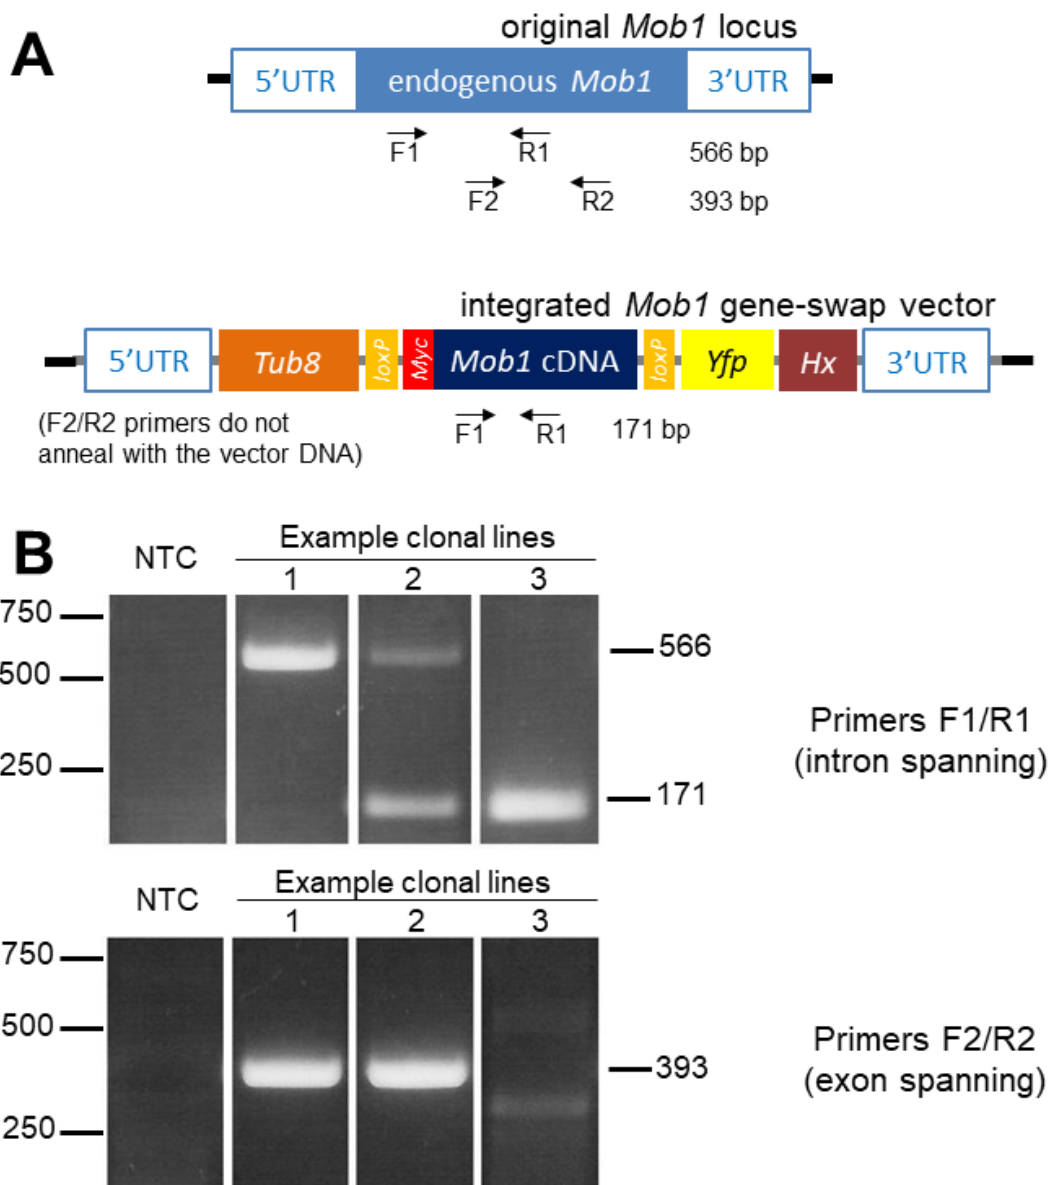 A
original Mob1 locus
5’UTR endogenous Mob1 3’UTR
F1 R1 566 bp
F2 R2 393 bp
integrated Mob1 gene-swap vector
5’UTR Tub8 loxP Myc Mob1 cDNA loxP Yfp Hx 3’UTR
(F2/R2 primers do not
anneal with the vector DNA)
F1 R1 171 bp
B
NTC Example clonal lines
1 2 3
750
500
250
566
171
Primers F1/R1
(intron spanning)
NTC Example clonal lines
1 2 3
750
500
250
393
Primers F2/R2
(exon spanning)